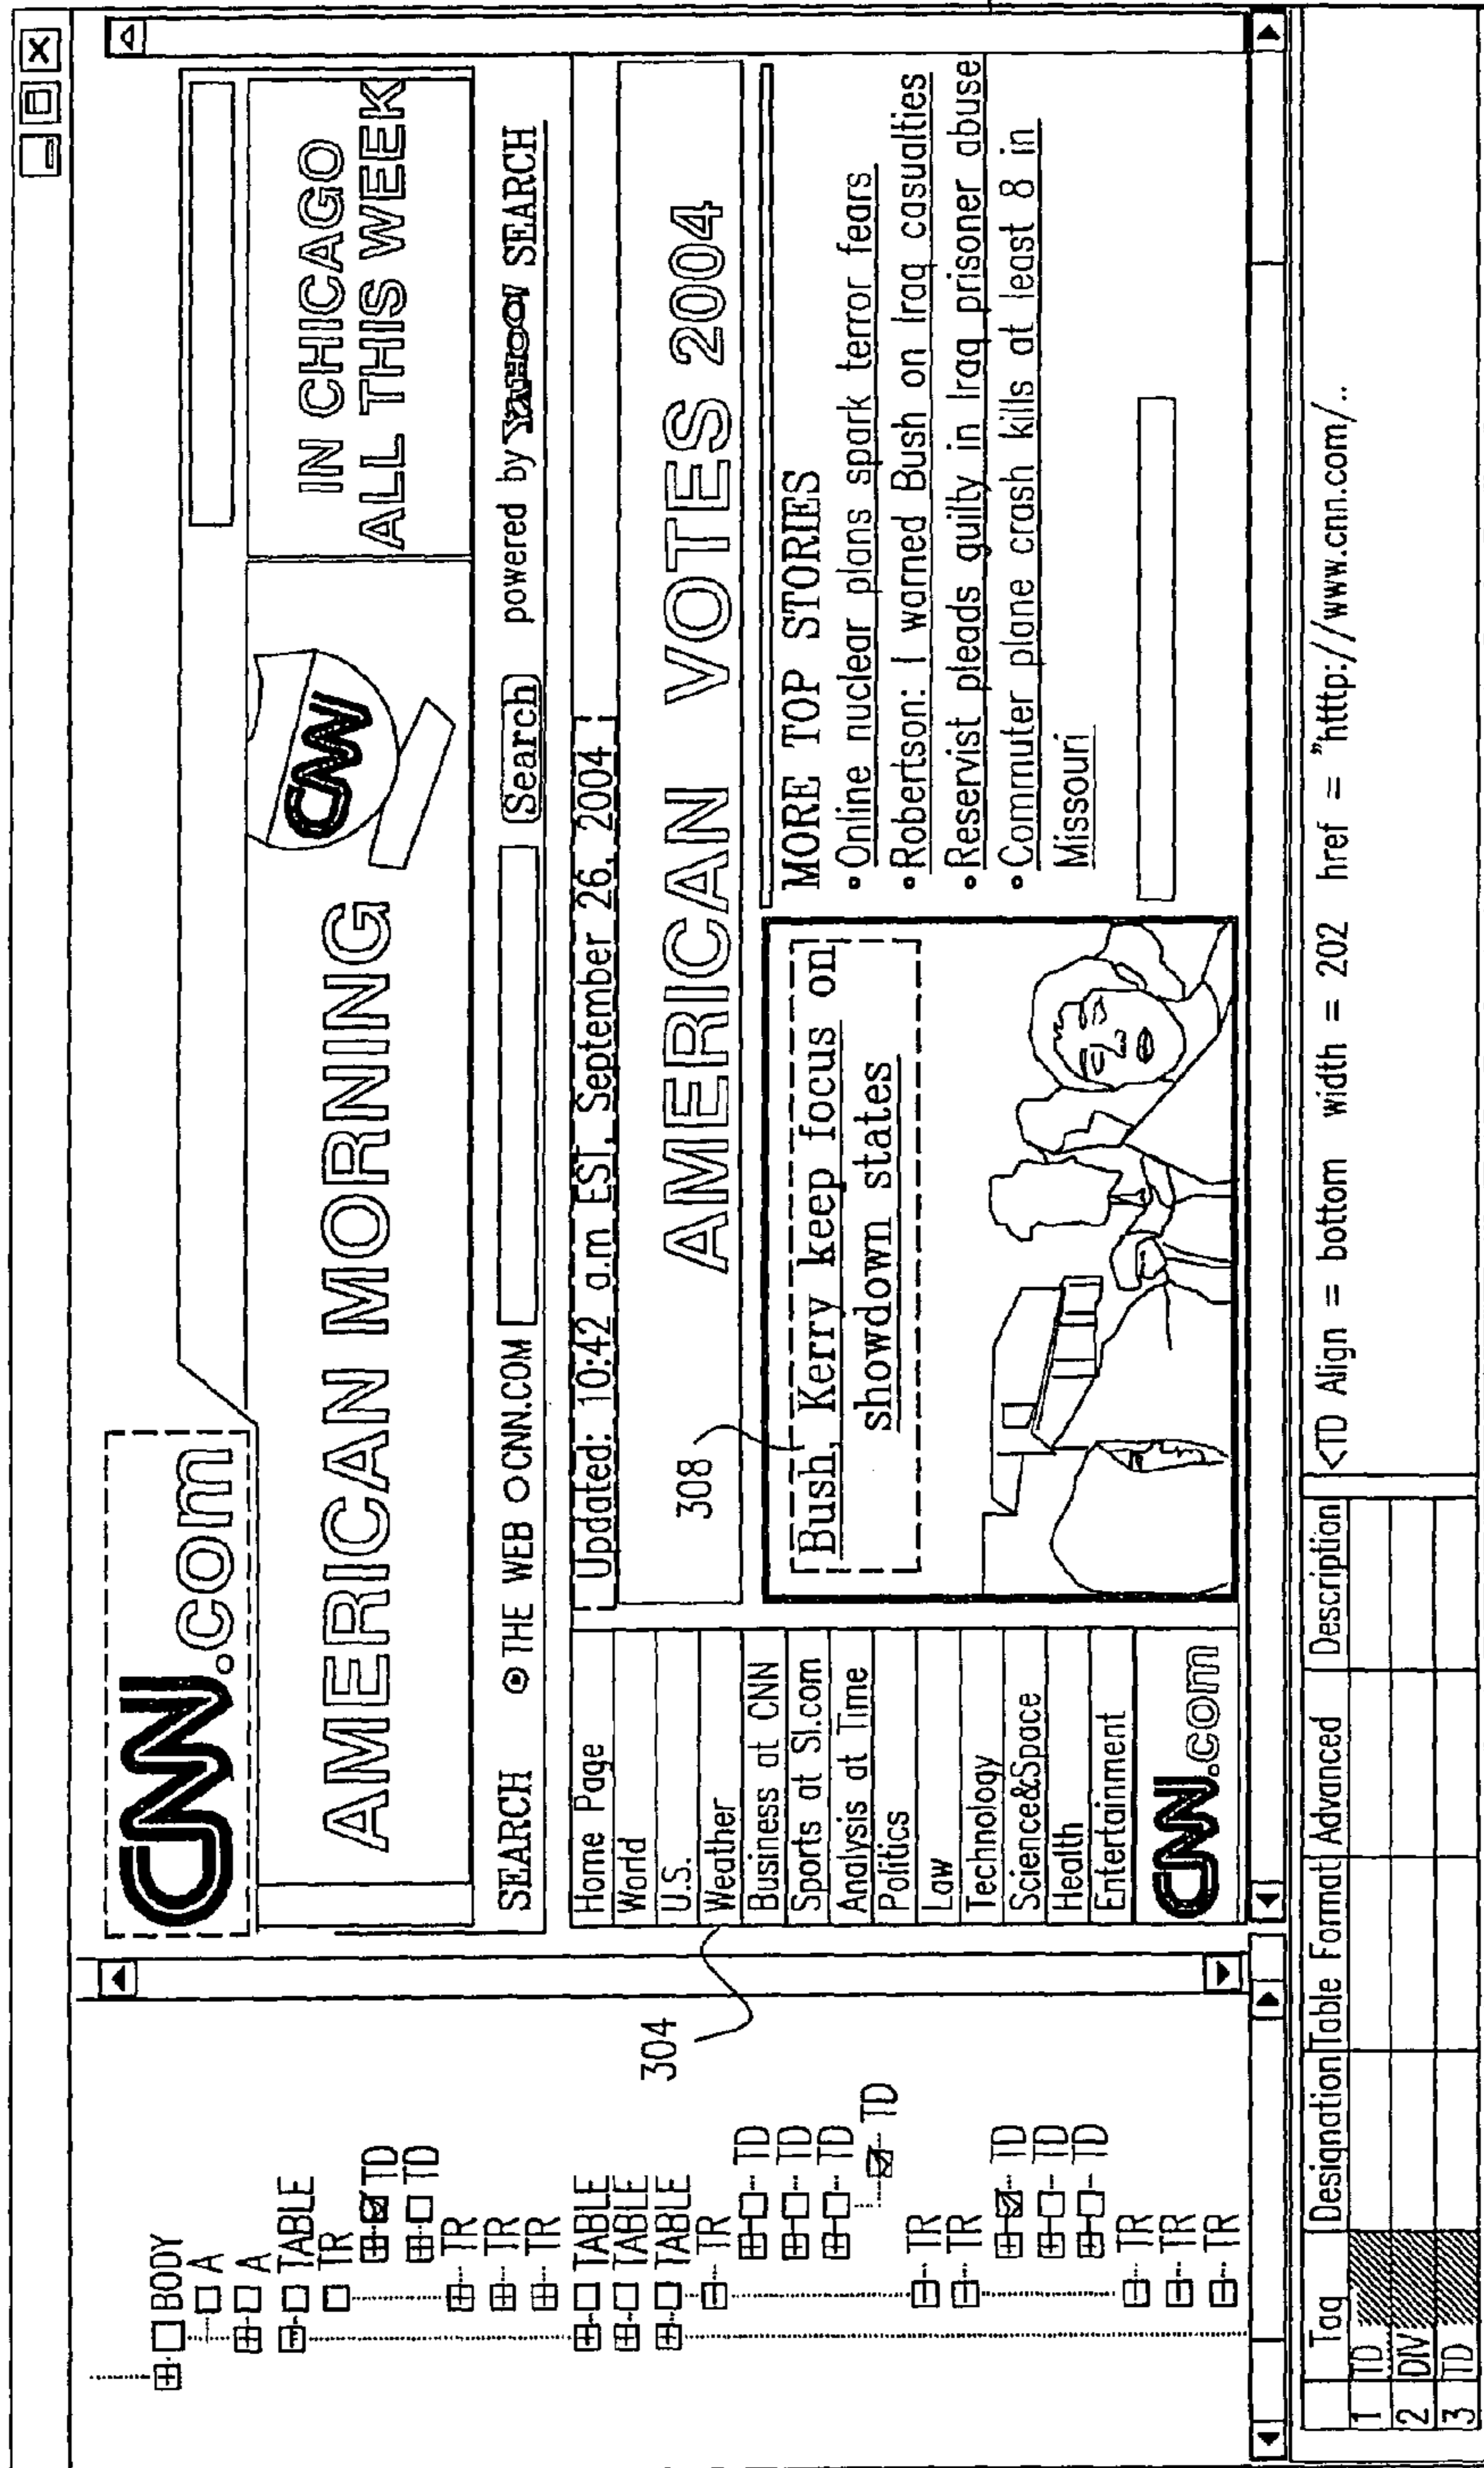 CNN.com
AMERICAN MORNING
CNN
IN CHICAGO
ALL THIS WEEK
SEARCH THE WEB CNN.COM Search powered by YAHOO! SEARCH
Updated: 10:42 a.m EST, September 26, 2004
AMERICAN VOTES 2004
308
Bush, Kerry keep focus on
showdown states
MORE TOP STORIES
• Online nuclear plans spark terror fears
• Robertson: I warned Bush on Iraq casualties
• Reservist pleads guilty in Iraq prisoner abuse
• Commuter plane crash kills at least 8 in
Missouri
Home Page
World
U.S.
Weather
Business at CNN
Sports at SI.com
Analysis at Time
Politics
Law
Technology
Science&Space
Health
Entertainment
CNN.com
304
BODY
A
A
TABLE
TR
TD
TD
TR
TR
TR
TABLE
TABLE
TABLE
TR
TD
TD
TD
TD
TR
TR
TD
TD
TD
TR
TR
TR
Tag Designation Table Format Advanced Description
1 TD
2 DIV
3 TD
<TD Align = bottom width = 202 href = "htttp://www.cnn.com/..